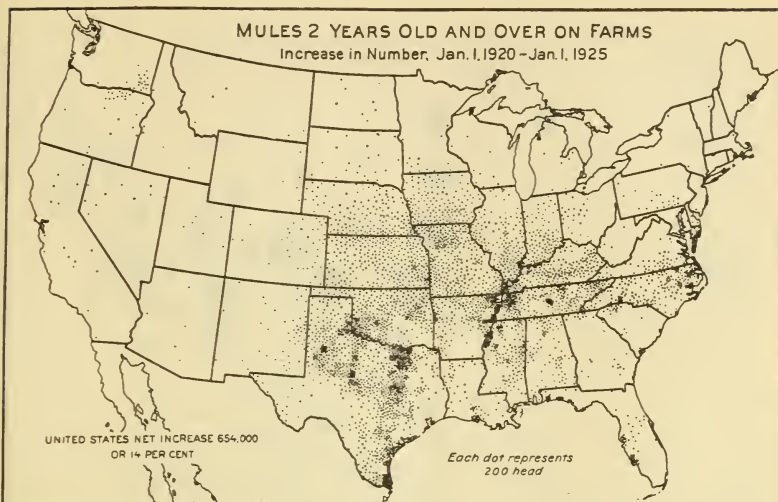 MULES 2 YEARS OLD AND OVER ON FARMS
Increase in Number, Jan. 1, 1920-Jan. 1, 1925
UNITED STATES NET INCREASE 654,000
OR 14 PER CENT
Each dot represents
200 head